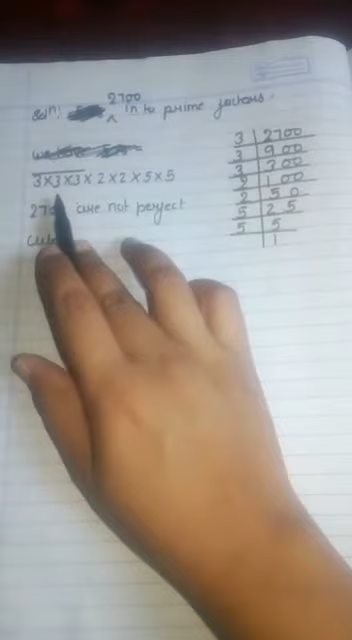 Soln: 2700 in to prime factors.
3×3×3×2×2×5×5
27 are not perfect
cub
3 | 2700
3 | 900
3 | 300
2 | 100
2 | 50
5 | 25
5 | 5
1